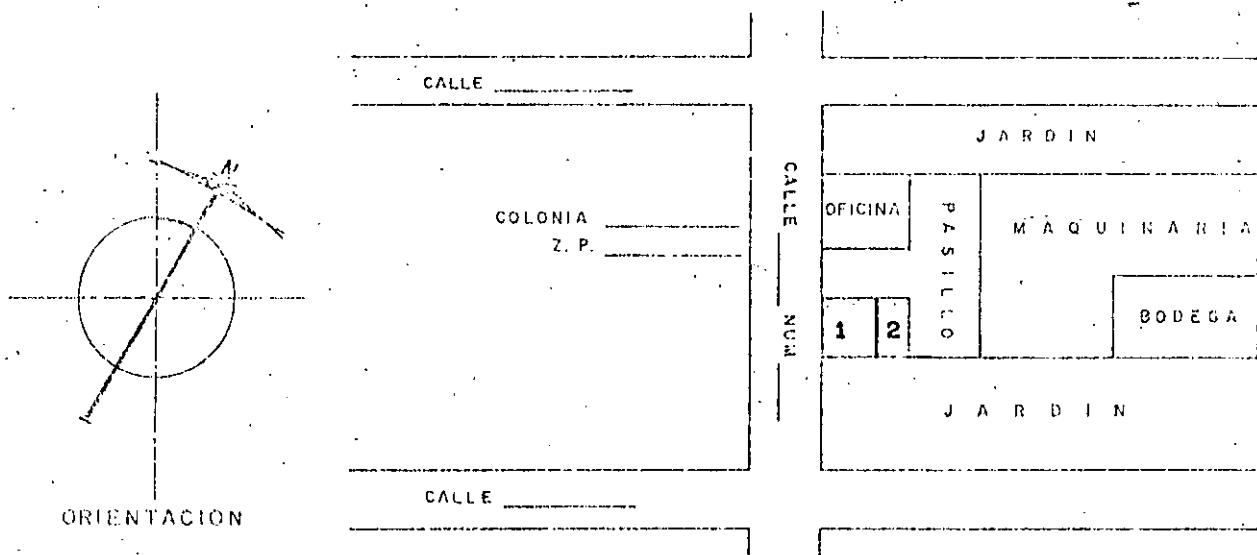 CALLE
JARDIN
N
CALLE
OFICINA
PASILLO
MAQUINARIA
COLONIA
Z. P.
BODEGA
NUM
1
2
JARDIN
CALLE
ORIENTACION